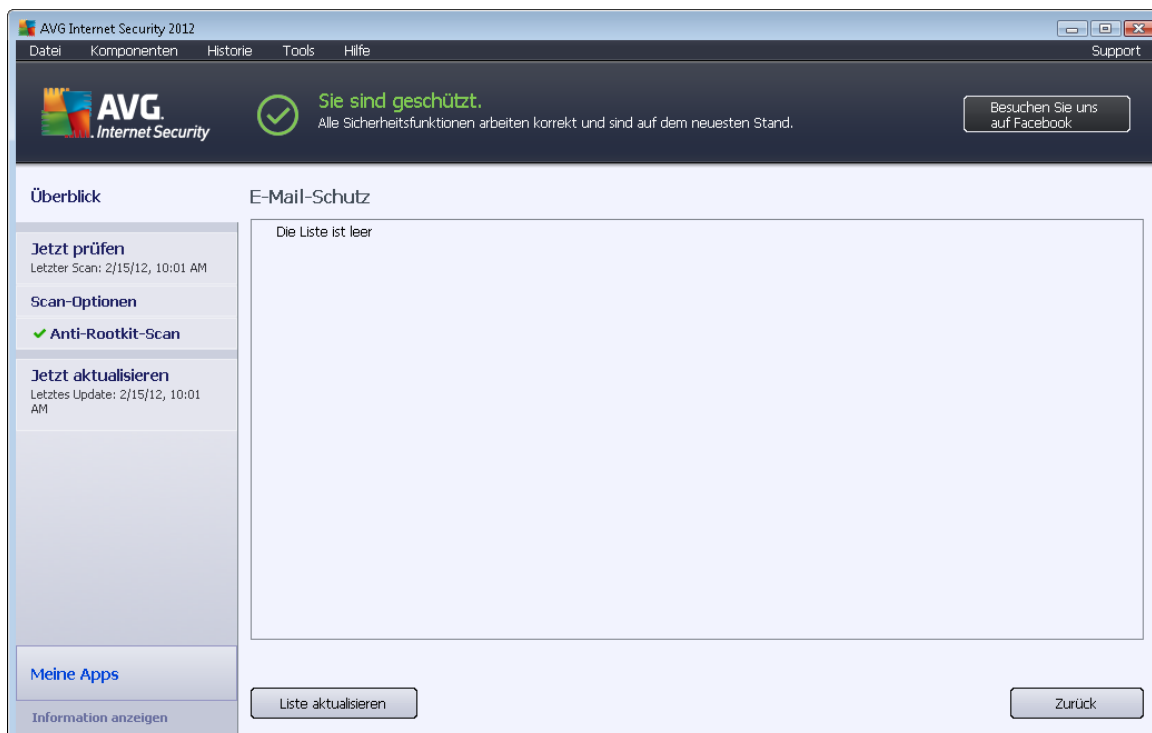 AVG Internet Security 2012
Datei Komponenten Historie Tools Hilfe Support
AVG.
Internet Security
Sie sind geschützt.
Alle Sicherheitsfunktionen arbeiten korrekt und sind auf dem neuesten Stand.
Besuchen Sie uns
auf Facebook
Überblick
Jetzt prüfen
Letzter Scan: 2/15/12, 10:01 AM
Scan-Optionen
Anti-Rootkit-Scan
Jetzt aktualisieren
Letztes Update: 2/15/12, 10:01
AM
Meine Apps
Information anzeigen
E-Mail-Schutz
Die Liste ist leer
Liste aktualisieren
Zurück